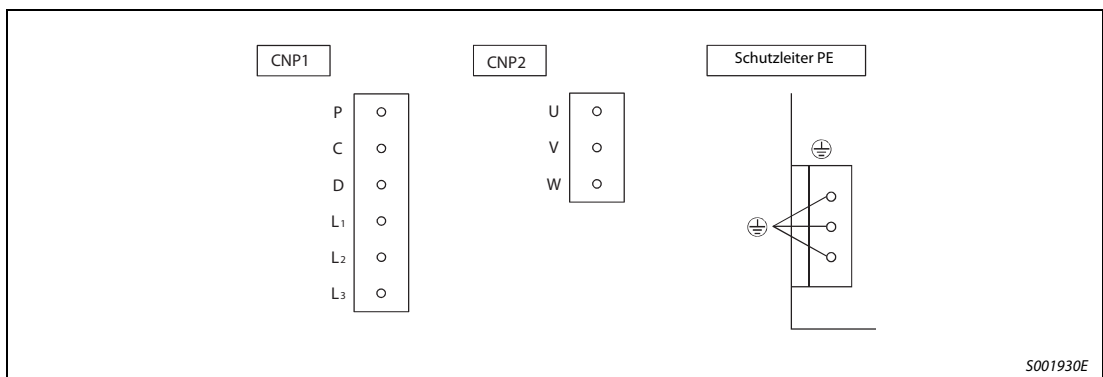 CNP1
P
C
D
L1
L2
L3
CNP2
U
V
W
Schutzleiter PE
S001930E